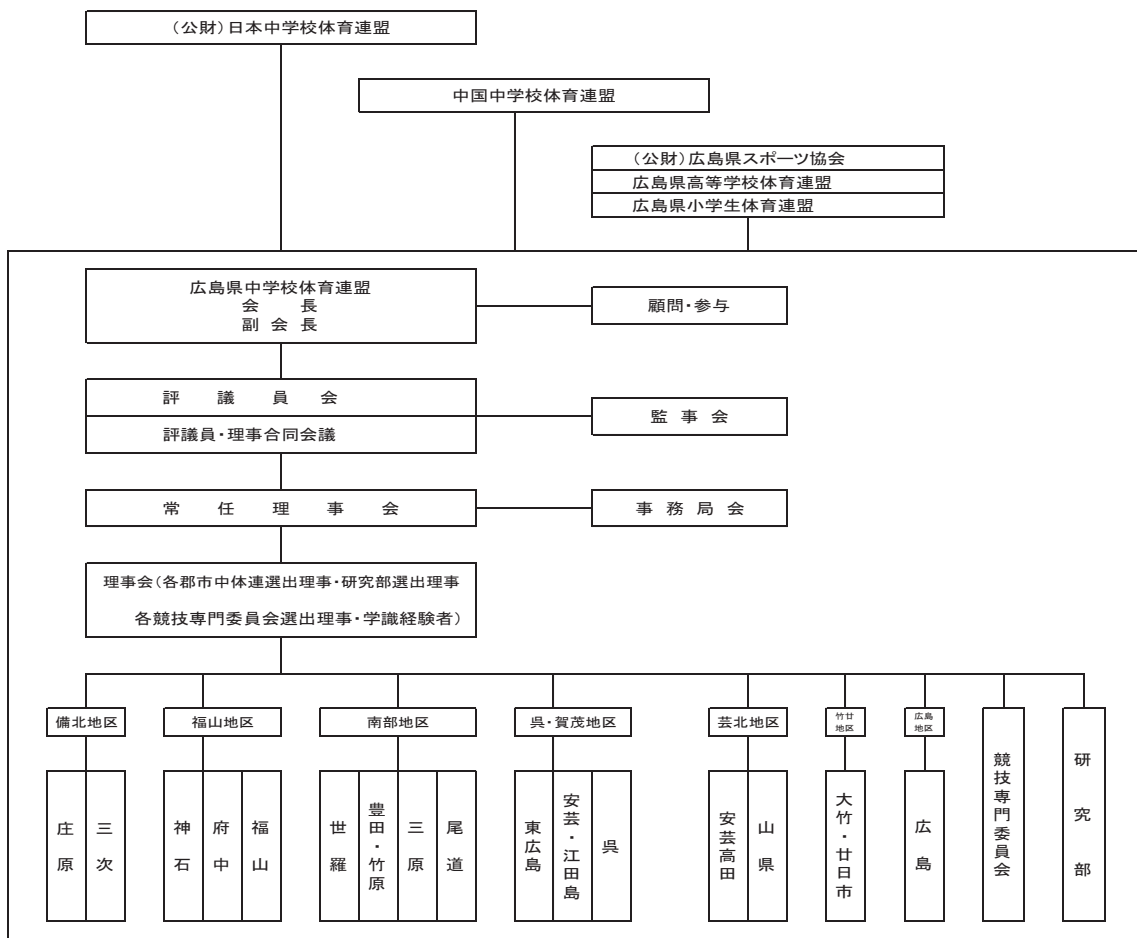 (公財)日本中学校体育連盟
中国中学校体育連盟
(公財)広島県スポーツ協会
広島県高等学校体育連盟
広島県小学生体育連盟
広島県中学校体育連盟
会長
副会長
顧問・参与
評議員会
評議員・理事合同会議
監事会
常任理事会
事務局会
理事会(各郡市中体連選出理事・研究部選出理事
各競技専門委員会選出理事・学識経験者)
備北地区
福山地区
南部地区
呉・賀茂地区
芸北地区
竹廿
地区
広島
地区
競技専門委員会
研究部
庄原
三次
神石
府中
福山
世羅
豊田・竹原
三原
尾道
東広島
安芸・江田島
呉
安芸高田
山県
大竹・廿日市
広島